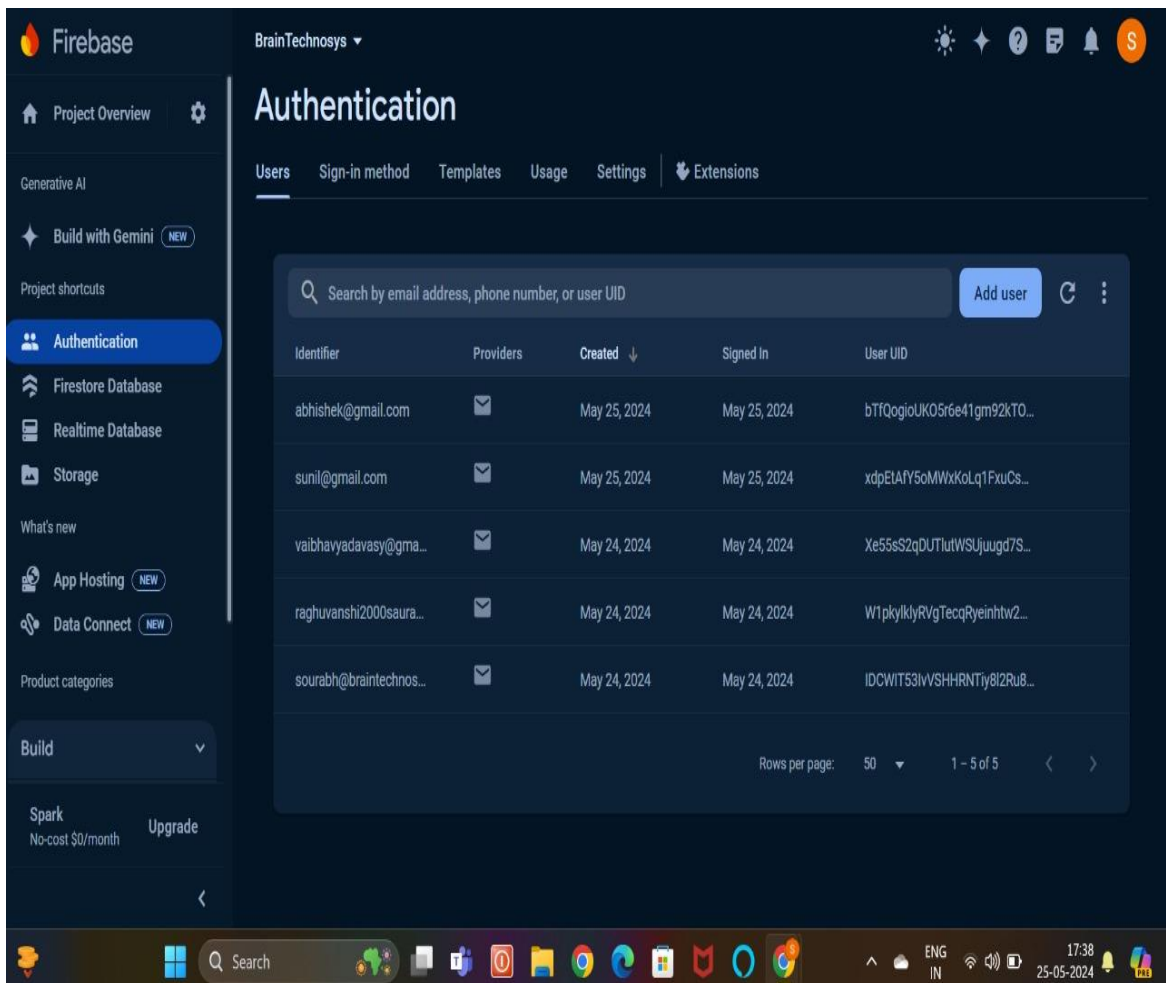 Firebase
BrainTechnosys
S
Project Overview
Authentication
Users Sign-in method Templates Usage Settings Extensions
Generative AI
Build with Gemini NEW
Project shortcuts
Search by email address, phone number, or user UID Add user
Authentication
Firestore Database
Realtime Database
Storage
What's new
App Hosting NEW
Data Connect NEW
Product categories
Build
Spark
No-cost $0/month Upgrade
Identifier Providers Created Signed In User UID
abhishek@gmail.com May 25, 2024 May 25, 2024 bTfQogioUKO5r6e41gm92kTO...
sunil@gmail.com May 25, 2024 May 25, 2024 xdpEtAfY5oMWxKoLq1FxuCs...
vaibhavyadavasy@gma... May 24, 2024 May 24, 2024 Xe55sS2qDUTlutWSUjuugd7S...
raghuvanshi2000saura... May 24, 2024 May 24, 2024 W1pkylklyRVgTecqRyeinhtw2...
sourabh@braintechnos... May 24, 2024 May 24, 2024 IDCWIT53IvVSHHRNTiy8l2Ru8...
Rows per page: 50 1 – 5 of 5
Search
ENG
IN
17:38
25-05-2024
PRE